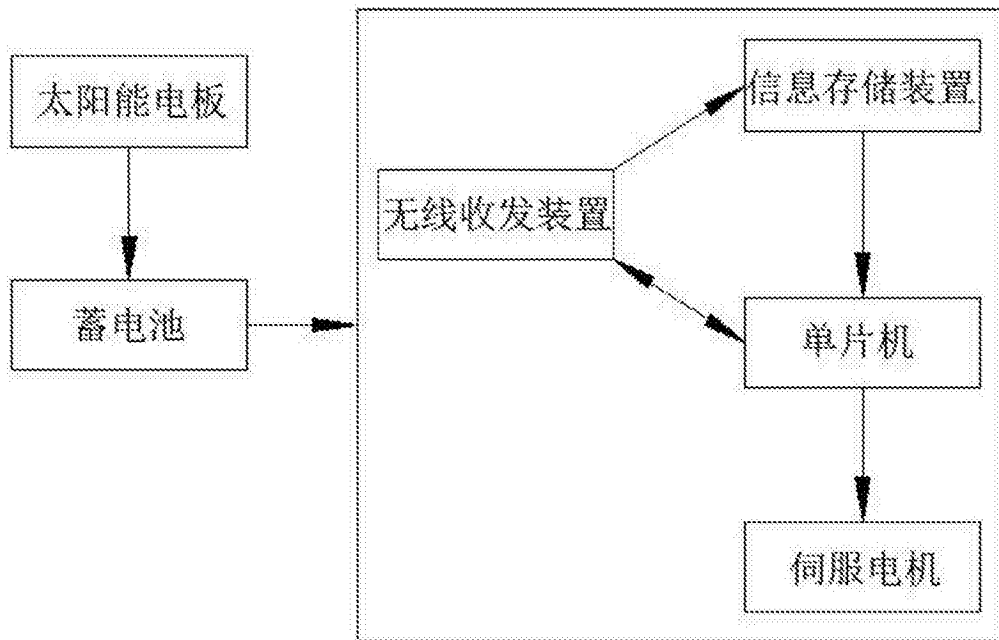 太阳能电板
蓄电池
无线收发装置
信息存储装置
单片机
伺服电机